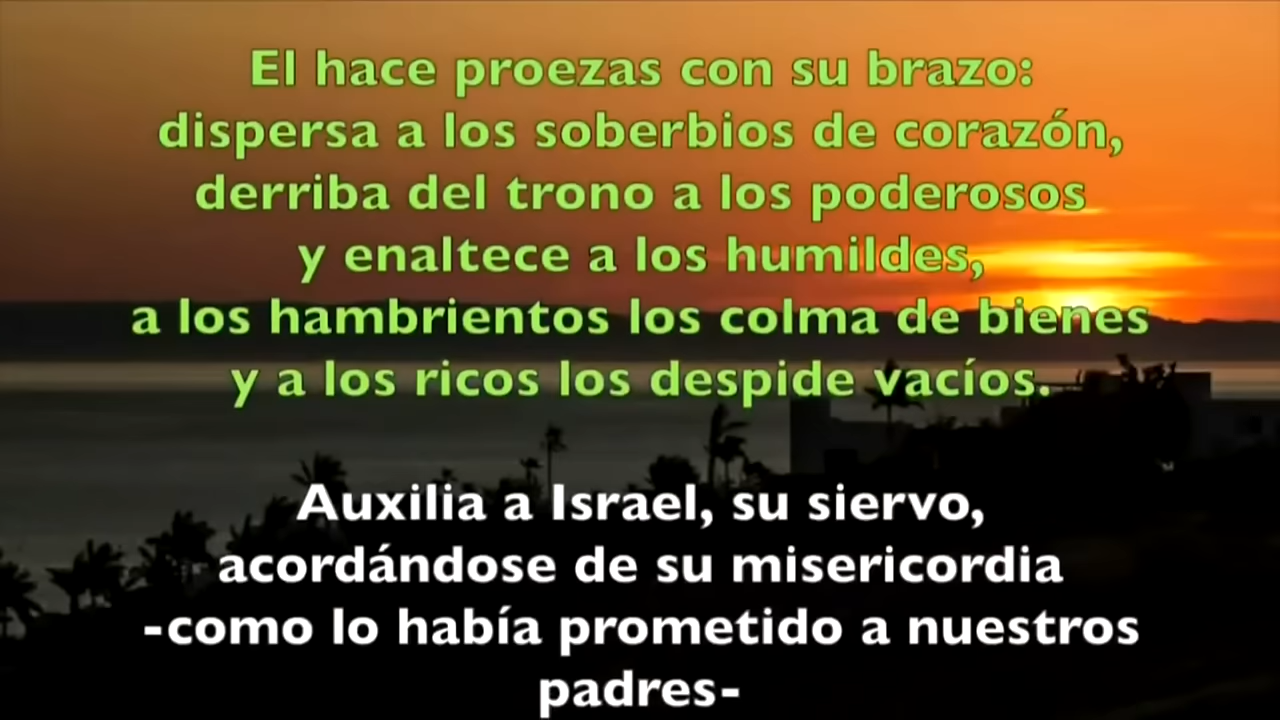 El hace proezas con su brazo:
dispersa a los soberbios de corazón,
derriba del trono a los poderosos
y enaltece a los humildes,
a los hambrientos los colma de bienes
y a los ricos los despide vacíos.
Auxilia a Israel, su siervo,
acordándose de su misericordia
-como lo había prometido a nuestros
padres-